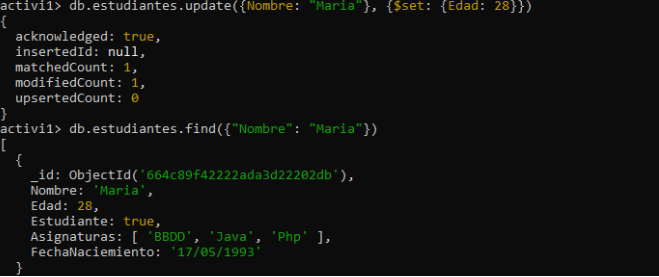 activi1> db.estudiantes.update({Nombre: "Maria"}, {$set: {Edad: 28}})
{
  acknowledged: true,
  insertedId: null,
  matchedCount: 1,
  modifiedCount: 1,
  upsertedCount: 0
}
activi1> db.estudiantes.find({"Nombre": "Maria"})
[
  {
    _id: ObjectId('664c89f42222ada3d22202db'),
    Nombre: 'Maria',
    Edad: 28,
    Estudiante: true,
    Asignaturas: [ 'BBDD', 'Java', 'Php' ],
    FechaNaciemiento: '17/05/1993'
  }